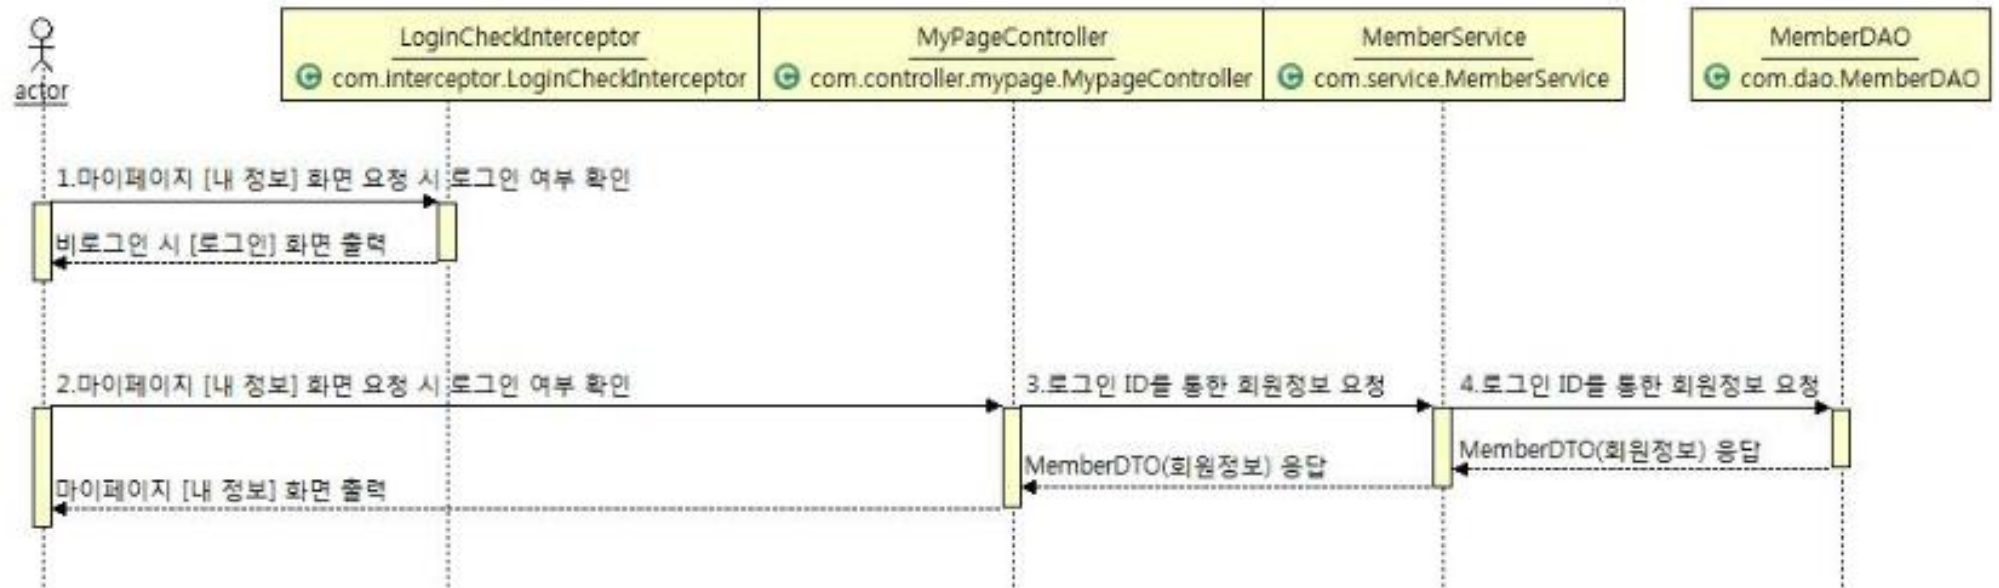 actor
LoginCheckInterceptor
com.interceptor.LoginCheckInterceptor
MyPageController
com.controller.mypage.MypageController
MemberService
com.service.MemberService
MemberDAO
com.dao.MemberDAO
1.마이페이지 [내 정보] 화면 요청 시 로그인 여부 확인
비로그인 시 [로그인] 화면 출력
2.마이페이지 [내 정보] 화면 요청 시 로그인 여부 확인
3.로그인 ID를 통한 회원정보 요청
4.로그인 ID를 통한 회원정보 요청
MemberDTO(회원정보) 응답
MemberDTO(회원정보) 응답
마이페이지 [내 정보] 화면 출력